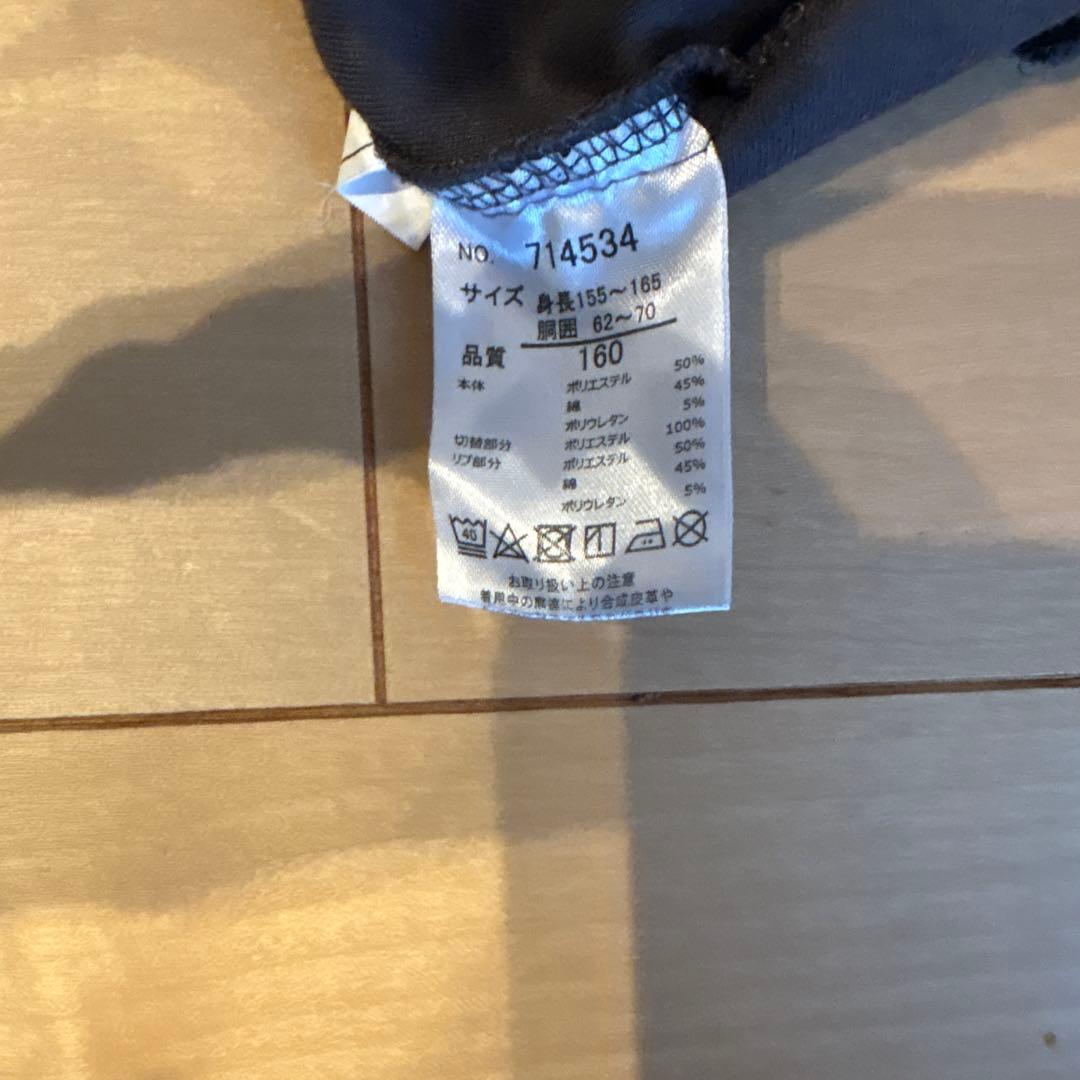 NO. 714534
サイズ 身長155～165
胴囲 62～70
160
品質
本体 ポリエステル 50%
綿 45%
ポリウレタン 5%
切替部分 ポリエステル 100%
リブ部分 ポリエステル 50%
綿 45%
ポリウレタン 5%
40
お取り扱い上の注意
着用中の摩擦により合成皮革や